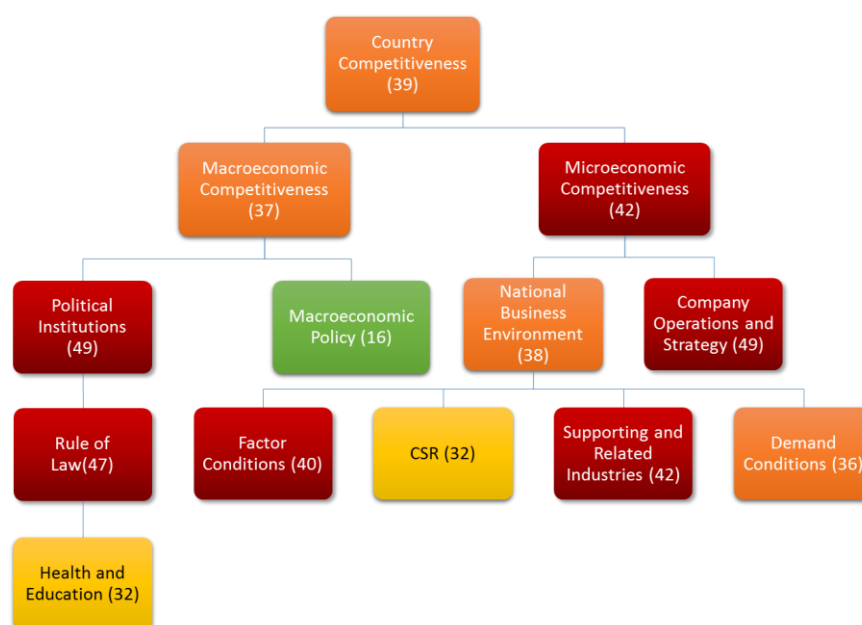 Country
Competitiveness
(39)
Macroeconomic
Competitiveness
(37)
Microeconomic
Competitiveness
(42)
Political
Institutions
(49)
Macroeconomic
Policy (16)
National
Business
Environment
(38)
Company
Operations and
Strategy (49)
Rule of
Law(47)
Factor
Conditions (40)
CSR (32)
Supporting and
Related
Industries (42)
Demand
Conditions (36)
Health and
Education (32)